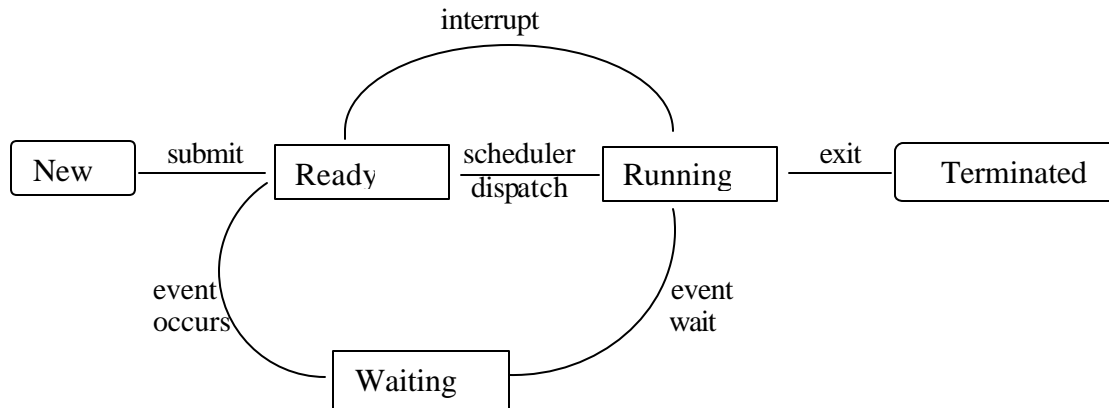 interrupt
New
submit
Ready
scheduler
dispatch
Running
exit
Terminated
event
occurs
event
wait
Waiting